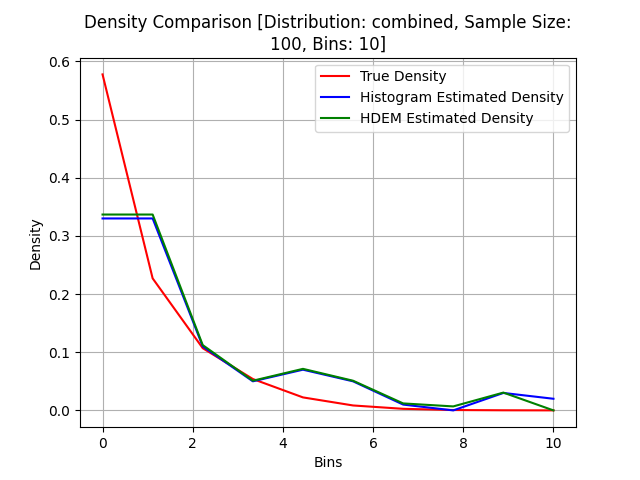 Density Comparison [Distribution: combined, Sample Size:
100, Bins: 10]
True Density
Histogram Estimated Density
HDEM Estimated Density
Density
0.6
0.5
0.4
0.3
0.2
0.1
0.0
0 2 4 6 8 10
Bins